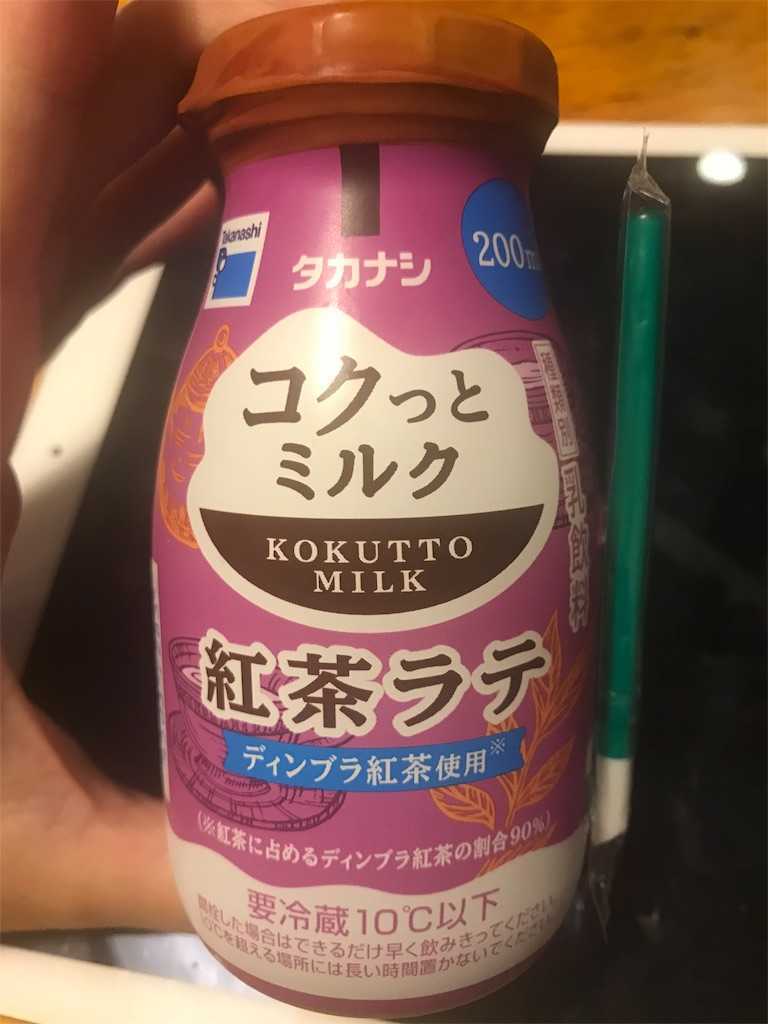 Takanashi
タカナシ
200m
コクっと
ミルク
KOKUTTO
MILK
種類別 乳飲料
紅茶ラテ
ディンブラ紅茶使用※
(※紅茶に占めるディンブラ紅茶の割合90%)
要冷蔵10℃以下
開栓した場合はできるだけ早く飲みきってください。
10℃を超える場所には長い時間置かないでください。